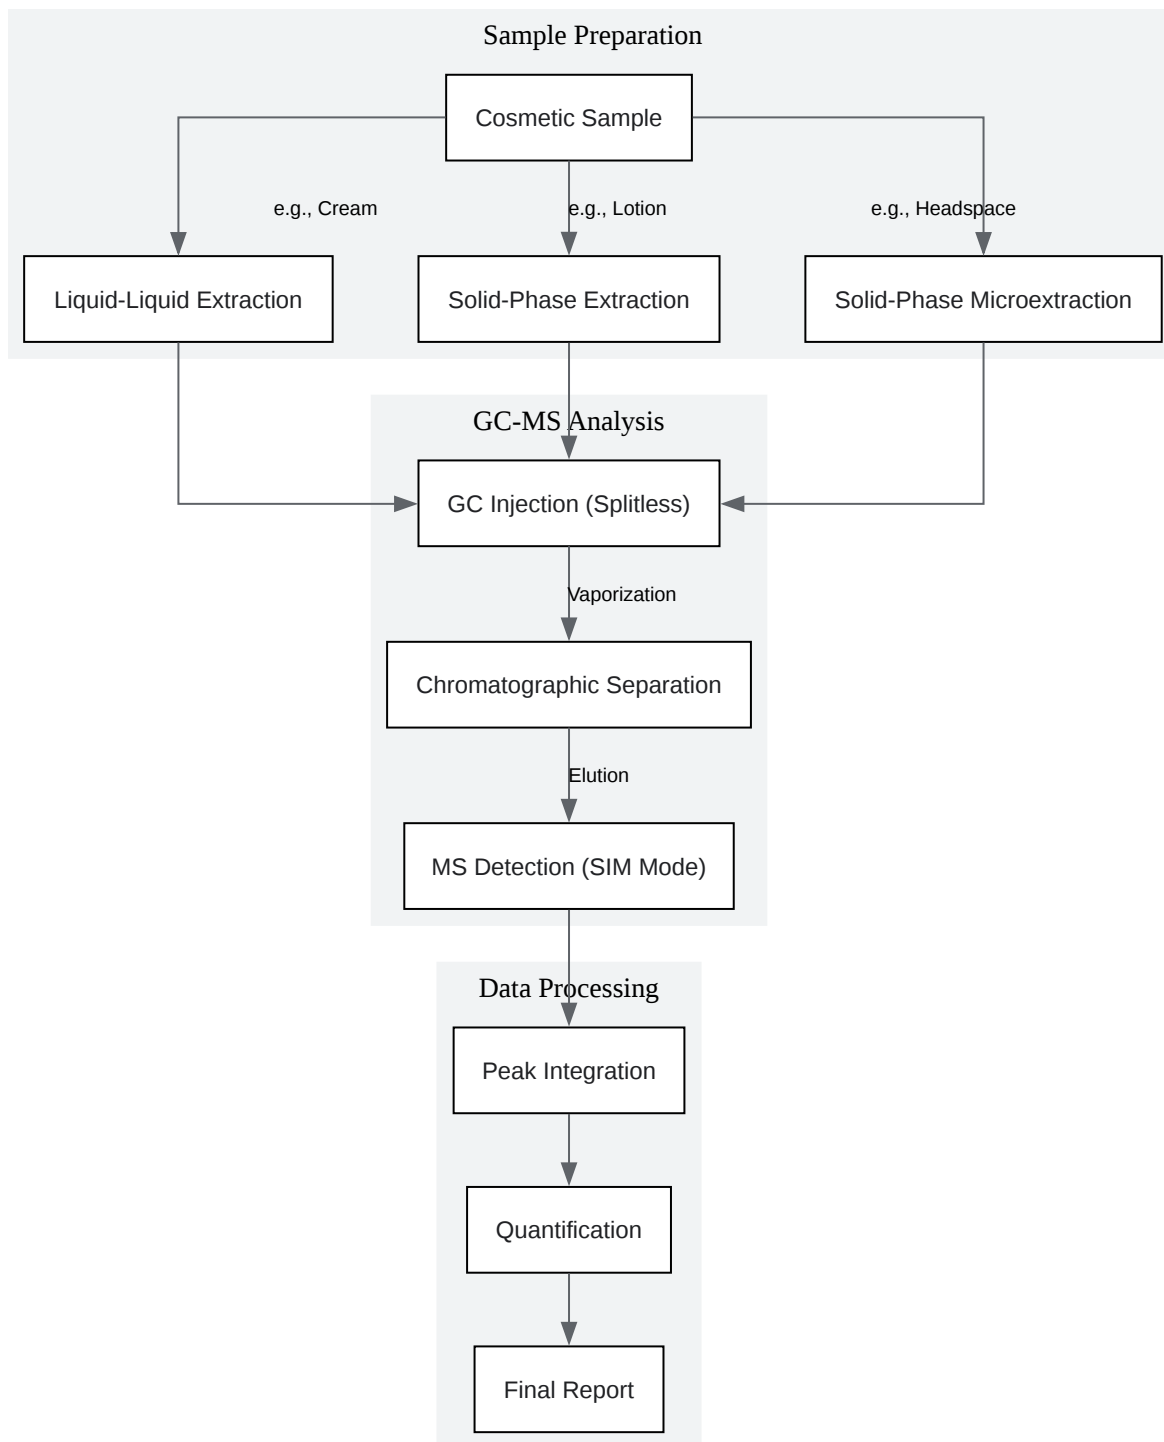 Sample Preparation
Cosmetic Sample
e.g., Cream
e.g., Lotion
e.g., Headspace
Liquid-Liquid Extraction
Solid-Phase Extraction
Solid-Phase Microextraction
GC-MS Analysis
GC Injection (Splitless)
Vaporization
Chromatographic Separation
Elution
MS Detection (SIM Mode)
Data Processing
Peak Integration
Quantification
Final Report